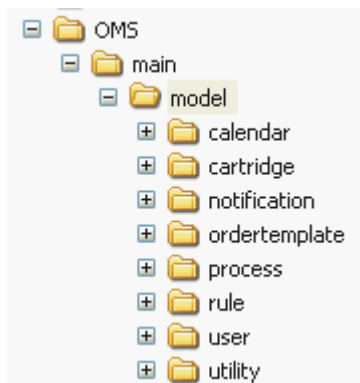 OMS
main
model
calendar
cartridge
notification
ordertemplate
process
rule
user
utility